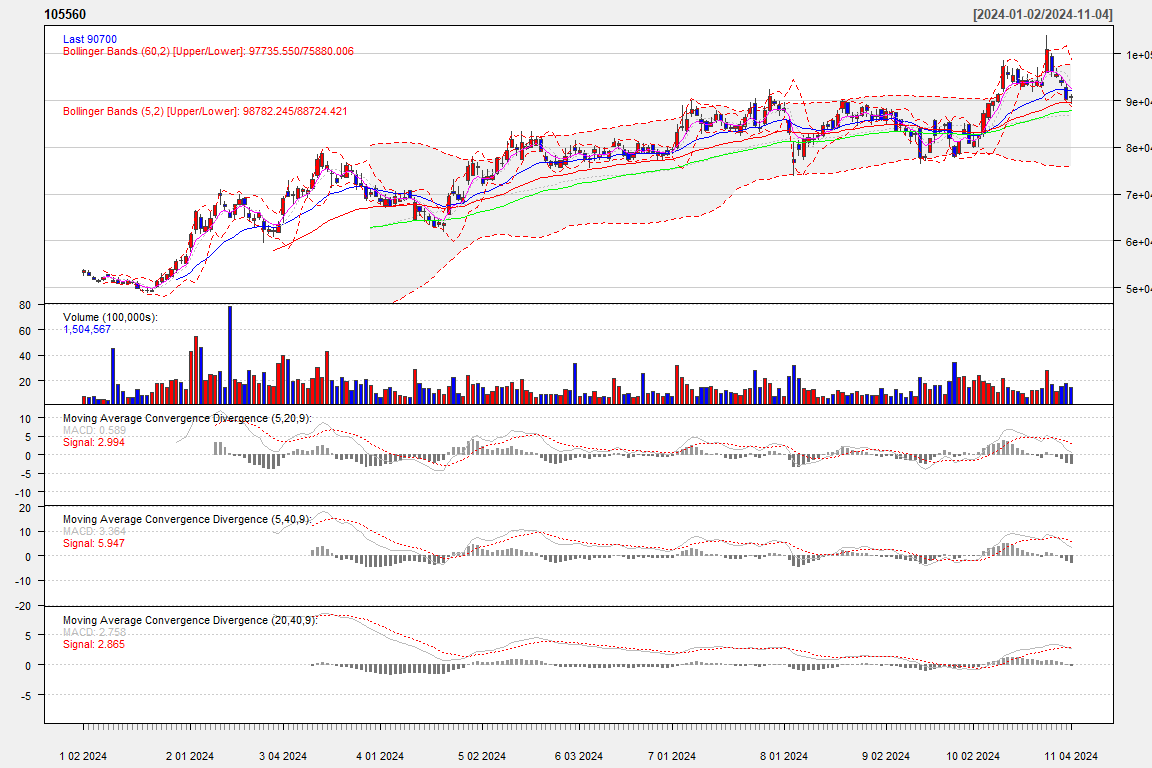 105560 [2024-01-02/2024-11-04]
Last 90700
Bollinger Bands (60,2) [Upper/Lower]: 97735.550/75880.006
Bollinger Bands (5,2) [Upper/Lower]: 98782.245/88724.421
1e+05
9e+04
8e+04
7e+04
6e+04
5e+04
Volume (100,000s):
1,504,567
80
60
40
20
Moving Average Convergence Divergence (5,20,9):
MACD: 0.589
Signal: 2.994
10
5
0
-5
-10
Moving Average Convergence Divergence (5,40,9):
MACD: 3.364
Signal: 5.947
20
10
0
-10
-20
Moving Average Convergence Divergence (20,40,9):
MACD: 2.758
Signal: 2.865
5
0
-5
1 02 2024 2 01 2024 3 04 2024 4 01 2024 5 02 2024 6 03 2024 7 01 2024 8 01 2024 9 02 2024 10 02 2024 11 04 2024